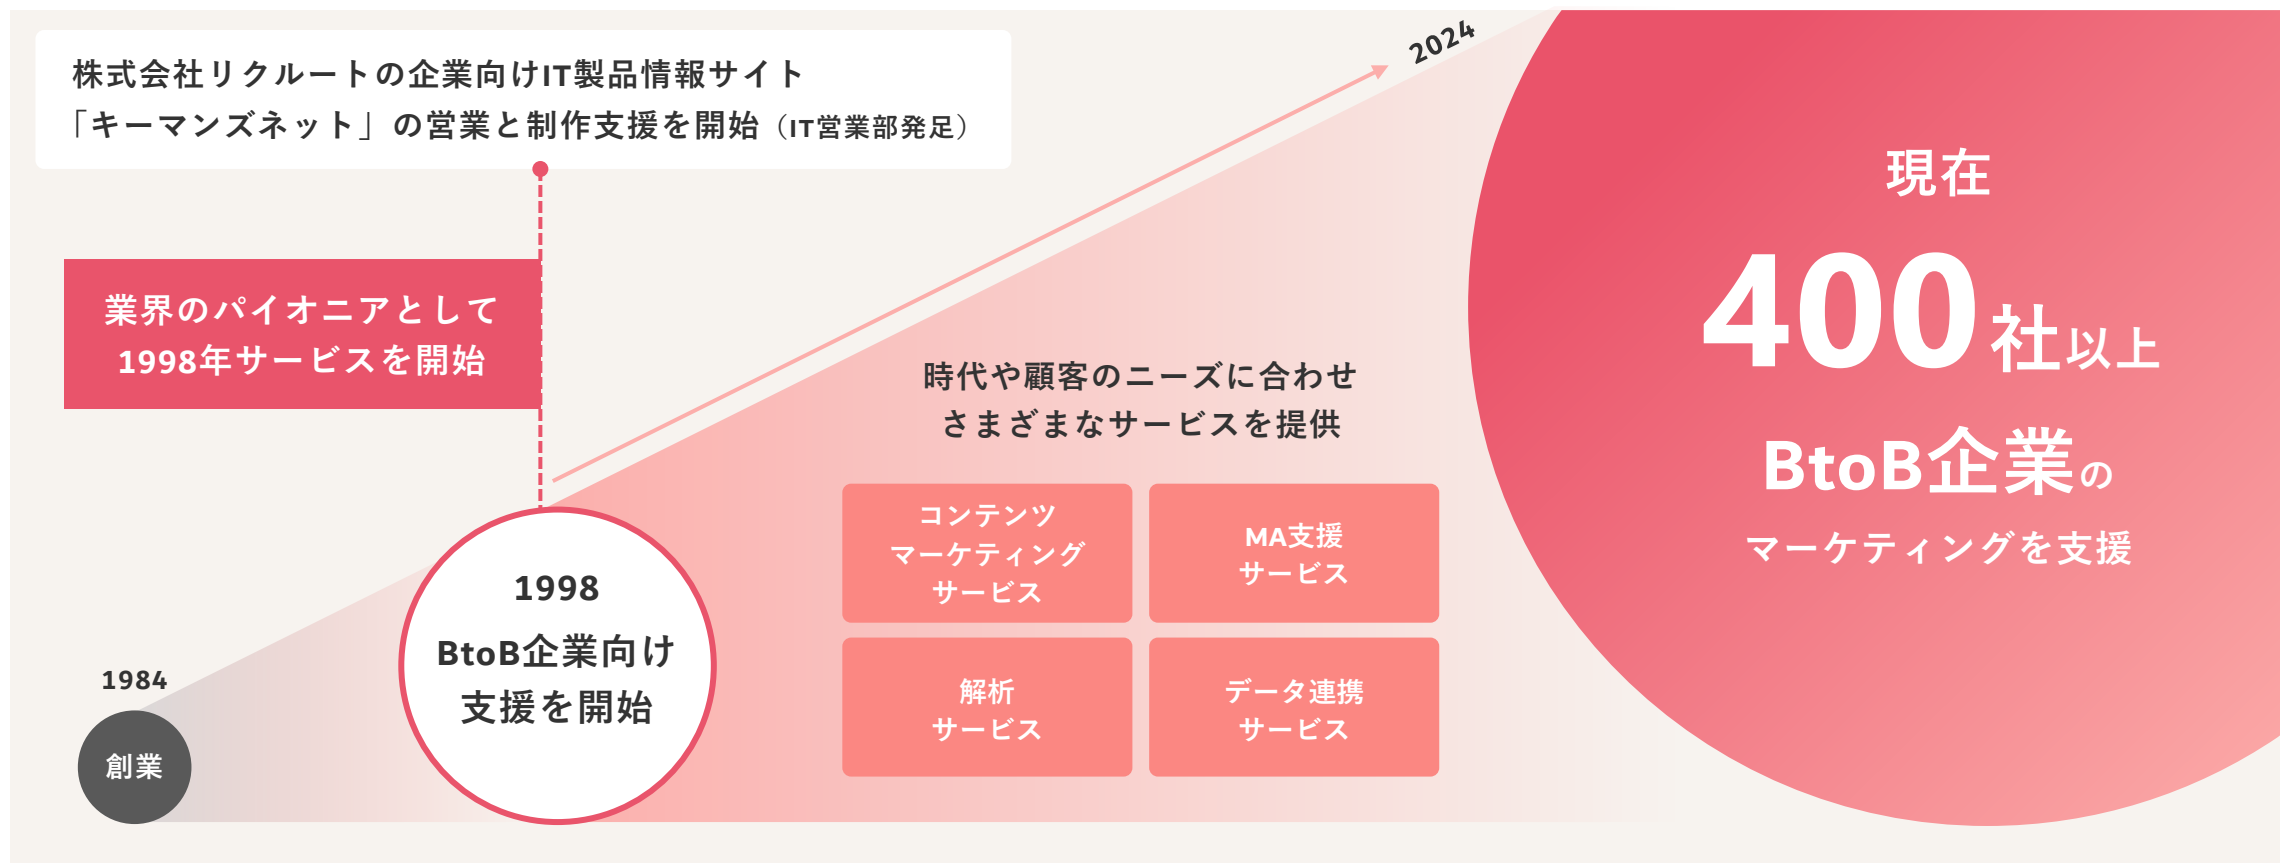 株式会社リクルートの企業向けIT製品情報サイト
「キーマンズネット」の営業と制作支援を開始（IT営業部発足）
業界のパイオニアとして
1998年サービスを開始
1984
創業
1998
BtoB企業向け
支援を開始
2024
時代や顧客のニーズに合わせ
さまざまなサービスを提供
コンテンツ
マーケティング
サービス
MA支援
サービス
解析
サービス
データ連携
サービス
現在
400社以上
BtoB企業の
マーケティングを支援